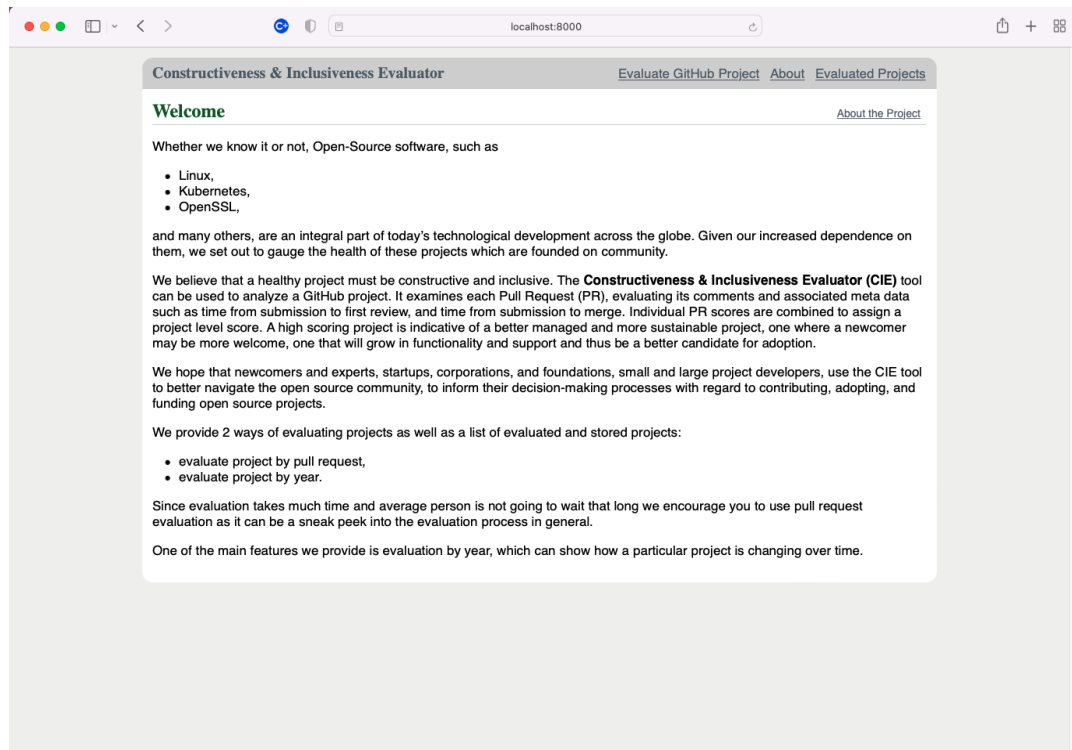 localhost:8000
Constructiveness & Inclusiveness Evaluator
Evaluate GitHub Project About Evaluated Projects
Welcome
About the Project
Whether we know it or not, Open-Source software, such as
• Linux,
• Kubernetes,
• OpenSSL,
and many others, are an integral part of today’s technological development across the globe. Given our increased dependence on
them, we set out to gauge the health of these projects which are founded on community.
We believe that a healthy project must be constructive and inclusive. The Constructiveness & Inclusiveness Evaluator (CIE) tool
can be used to analyze a GitHub project. It examines each Pull Request (PR), evaluating its comments and associated meta data
such as time from submission to first review, and time from submission to merge. Individual PR scores are combined to assign a
project level score. A high scoring project is indicative of a better managed and more sustainable project, one where a newcomer
may be more welcome, one that will grow in functionality and support and thus be a better candidate for adoption.
We hope that newcomers and experts, startups, corporations, and foundations, small and large project developers, use the CIE tool
to better navigate the open source community, to inform their decision-making processes with regard to contributing, adopting, and
funding open source projects.
We provide 2 ways of evaluating projects as well as a list of evaluated and stored projects:
• evaluate project by pull request,
• evaluate project by year.
Since evaluation takes much time and average person is not going to wait that long we encourage you to use pull request
evaluation as it can be a sneak peek into the evaluation process in general.
One of the main features we provide is evaluation by year, which can show how a particular project is changing over time.